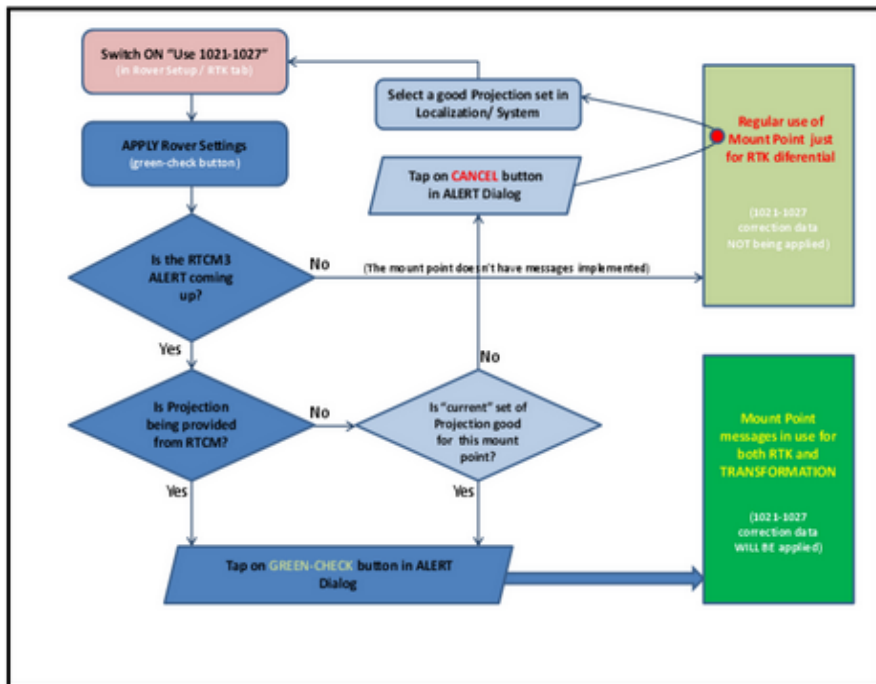 Switch ON "Use 1021-1027"
(in Rover Setup / RTK tab)
APPLY Rover Settings
(green-check button)
Is the RTCM3
ALERT coming
up?
No
(The mount point doesn't have messages implemented)
Yes
Is Projection
being provided
from RTCM?
No
Yes
Select a good Projection set in
Localization/ System
Tap on CANCEL button
in ALERT Dialog
No
Is "current" set of
Projection good
for this mount
point?
Yes
Tap on GREEN-CHECK button in ALERT
Dialog
Regular use of
Mount Point just
for RTK diferential
(1021-1027
correction data
NOT being applied)
Mount Point
messages in use for
both RTK and
TRANSFORMATION
(1021-1027
correction data
WILL BE applied)